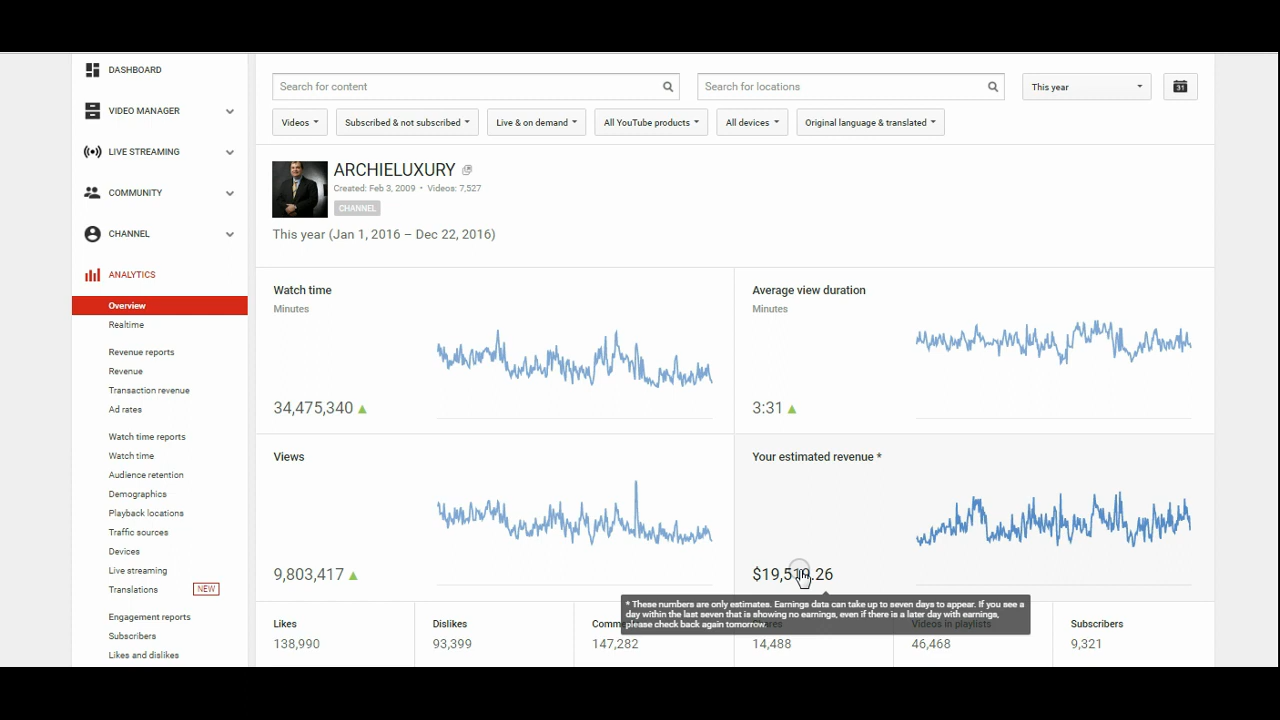 DASHBOARD
VIDEO MANAGER
LIVE STREAMING
COMMUNITY
CHANNEL
ANALYTICS
Overview
Realtime
Revenue reports
Revenue
Transaction revenue
Ad rates
Watch time reports
Watch time
Audience retention
Demographics
Playback locations
Traffic sources
Devices
Live streaming
Translations NEW
Engagement reports
Subscribers
Likes and dislikes
Search for content
Search for locations
This year
31
Videos
Subscribed & not subscribed
Live & on demand
All YouTube products
All devices
Original language & translated
ARCHIELUXURY
Created: Feb 3, 2009 • Videos: 7,527
CHANNEL
This year (Jan 1, 2016 – Dec 22, 2016)
Watch time
Minutes
34,475,340
Average view duration
Minutes
3:31
Views
9,803,417
Your estimated revenue *
* These numbers are only estimates. Earnings data can take up to seven days to appear. If you see a
day within the last seven that is showing no earnings, even if there is a later day with earnings,
please check back again tomorrow.
Likes
138,990
Dislikes
93,399
147,282
Shares
14,488
Videos in playlists
46,468
Subscribers
9,321